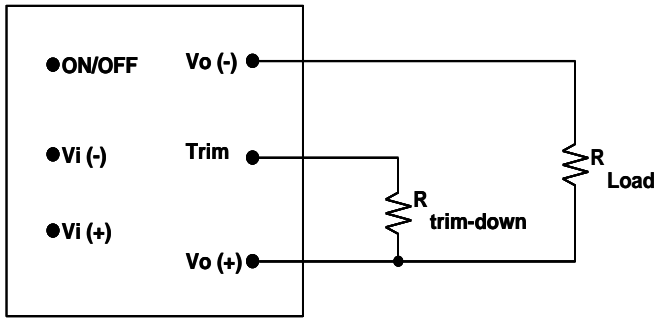 ON/OFF
Vo (-)
Vi (-)
Trim
R
Load
R
trim-down
Vi (+)
Vo (+)